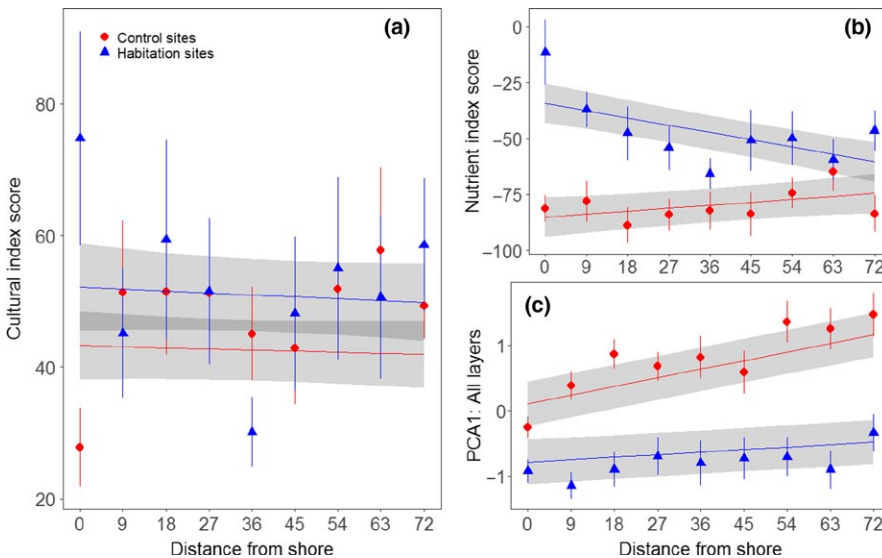 (a)
Control sites
Habitation sites
Cultural index score
80
60
40
20
0 9 18 27 36 45 54 63 72
Distance from shore
(b)
Nutrient index score
−0
−25
−50
−75
−100
0 9 18 27 36 45 54 63 72
(c)
PCA1: All layers
1
0
−1
0 9 18 27 36 45 54 63 72
Distance from shore